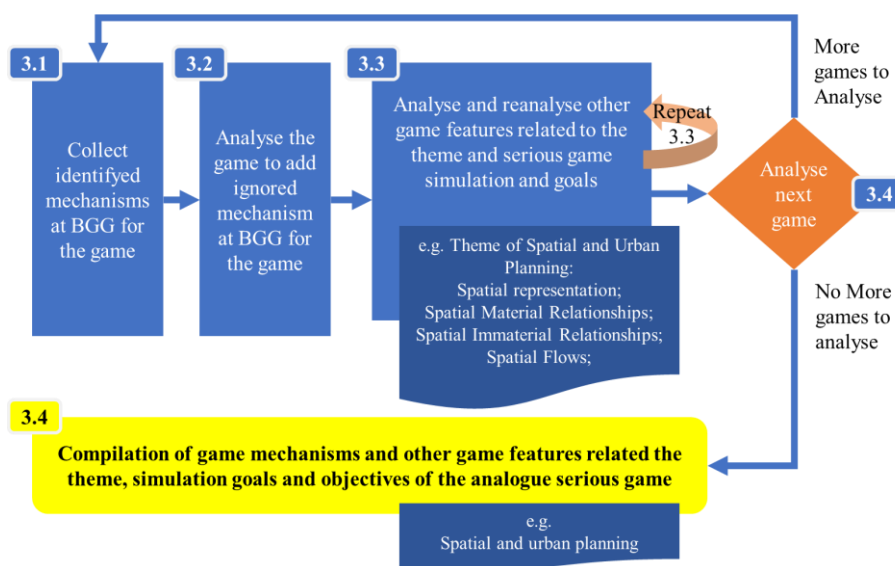 3.1
Collect
identifyed
mechanisms
at BGG for
the game
3.2
Analyse the
game to add
ignored
mechanism
at BGG for
the game
3.3
Analyse and reanalyse other
game features related to the
theme and serious game
simulation and goals
Repeat
3.3
e.g. Theme of Spatial and Urban
Planning:
Spatial representation;
Spatial Material Relationships;
Spatial Immaterial Relationships;
Spatial Flows;
More
games to
Analyse
Analyse
next
game
3.4
No More
games to
analyse
3.4
Compilation of game mechanisms and other game features related the
theme, simulation goals and objectives of the analogue serious game
e.g.
Spatial and urban planning